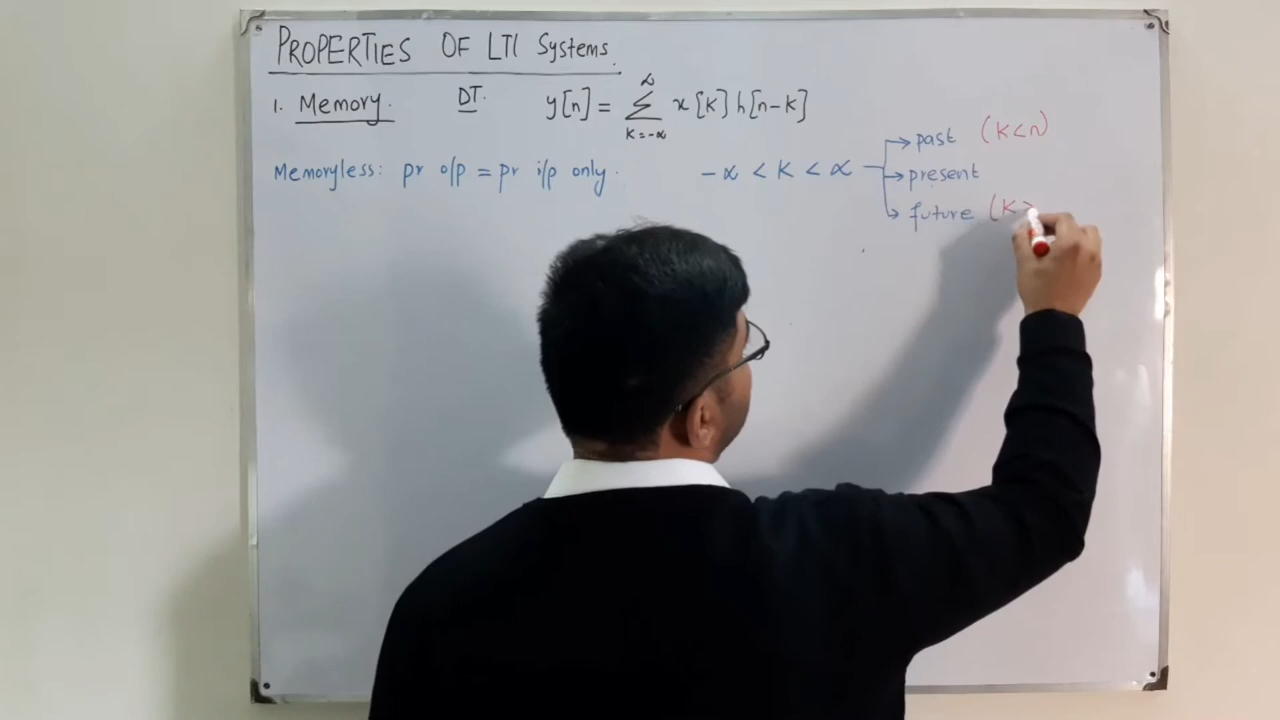 PROPERTIES OF LTI Systems.
1. Memory. DT. y[n] = ∑ x[k] h[n-k]
∞
k=-∞
Memoryless: pr o/p = pr i/p only. -∞ < k < ∞
past (k<n)
present
future (k>